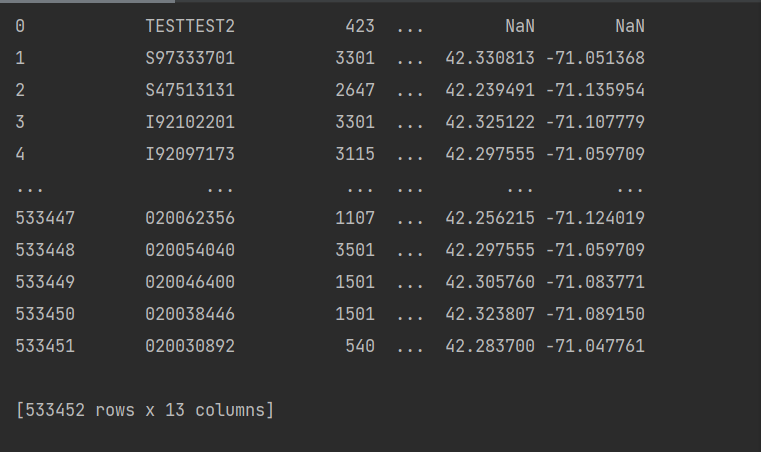 0 TESTTEST2 423 ... NaN NaN
1 S97333701 3301 ... 42.330813 -71.051368
2 S47513131 2647 ... 42.239491 -71.135954
3 I92102201 3301 ... 42.325122 -71.107779
4 I92097173 3115 ... 42.297555 -71.059709
... ... ... ... ... ...
533447 020062356 1107 ... 42.256215 -71.124019
533448 020054040 3501 ... 42.297555 -71.059709
533449 020046400 1501 ... 42.305760 -71.083771
533450 020038446 1501 ... 42.323807 -71.089150
533451 020030892 540 ... 42.283700 -71.047761
[533452 rows x 13 columns]